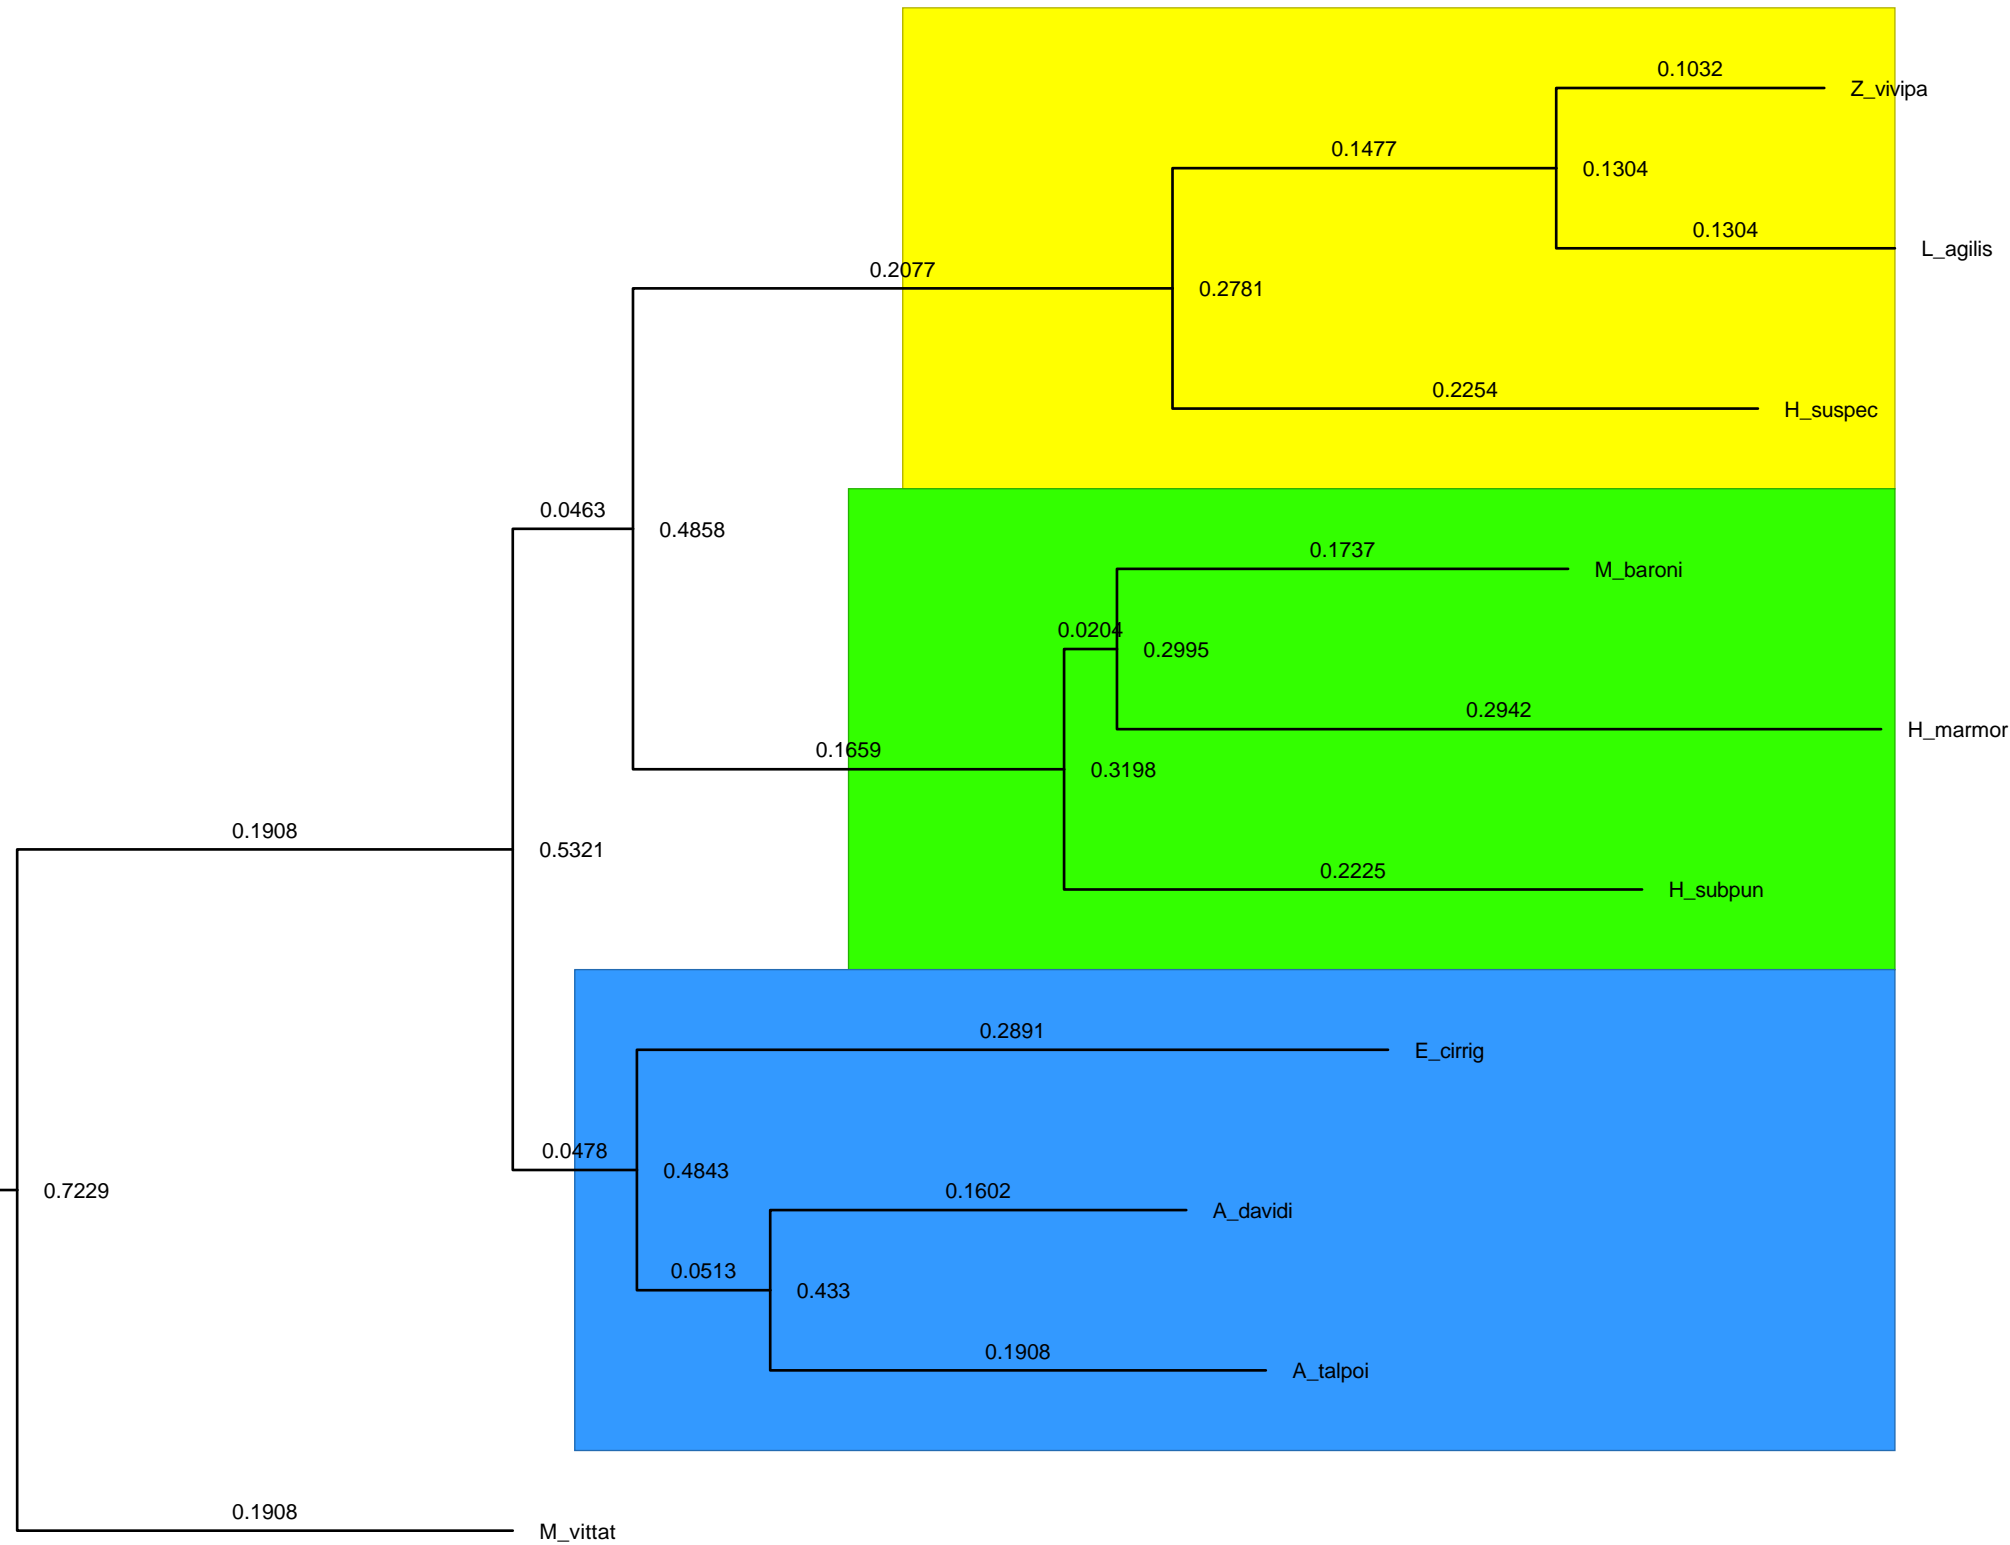 0.1032
Z_vivipa
0.1477
0.1304
0.1304
L_agilis
0.2077
0.2781
0.2254
H_suspec
0.0463
0.4858
0.1737
M_baroni
0.0204
0.2995
0.2942
H_marmor
0.1659
0.3198
0.1908
0.5321
0.2225
H_subpun
0.2891
E_cirrig
0.0478
0.4843
0.7229
0.1602
A_davidi
0.0513
0.433
0.1908
A_talpoi
0.1908
M_vittat